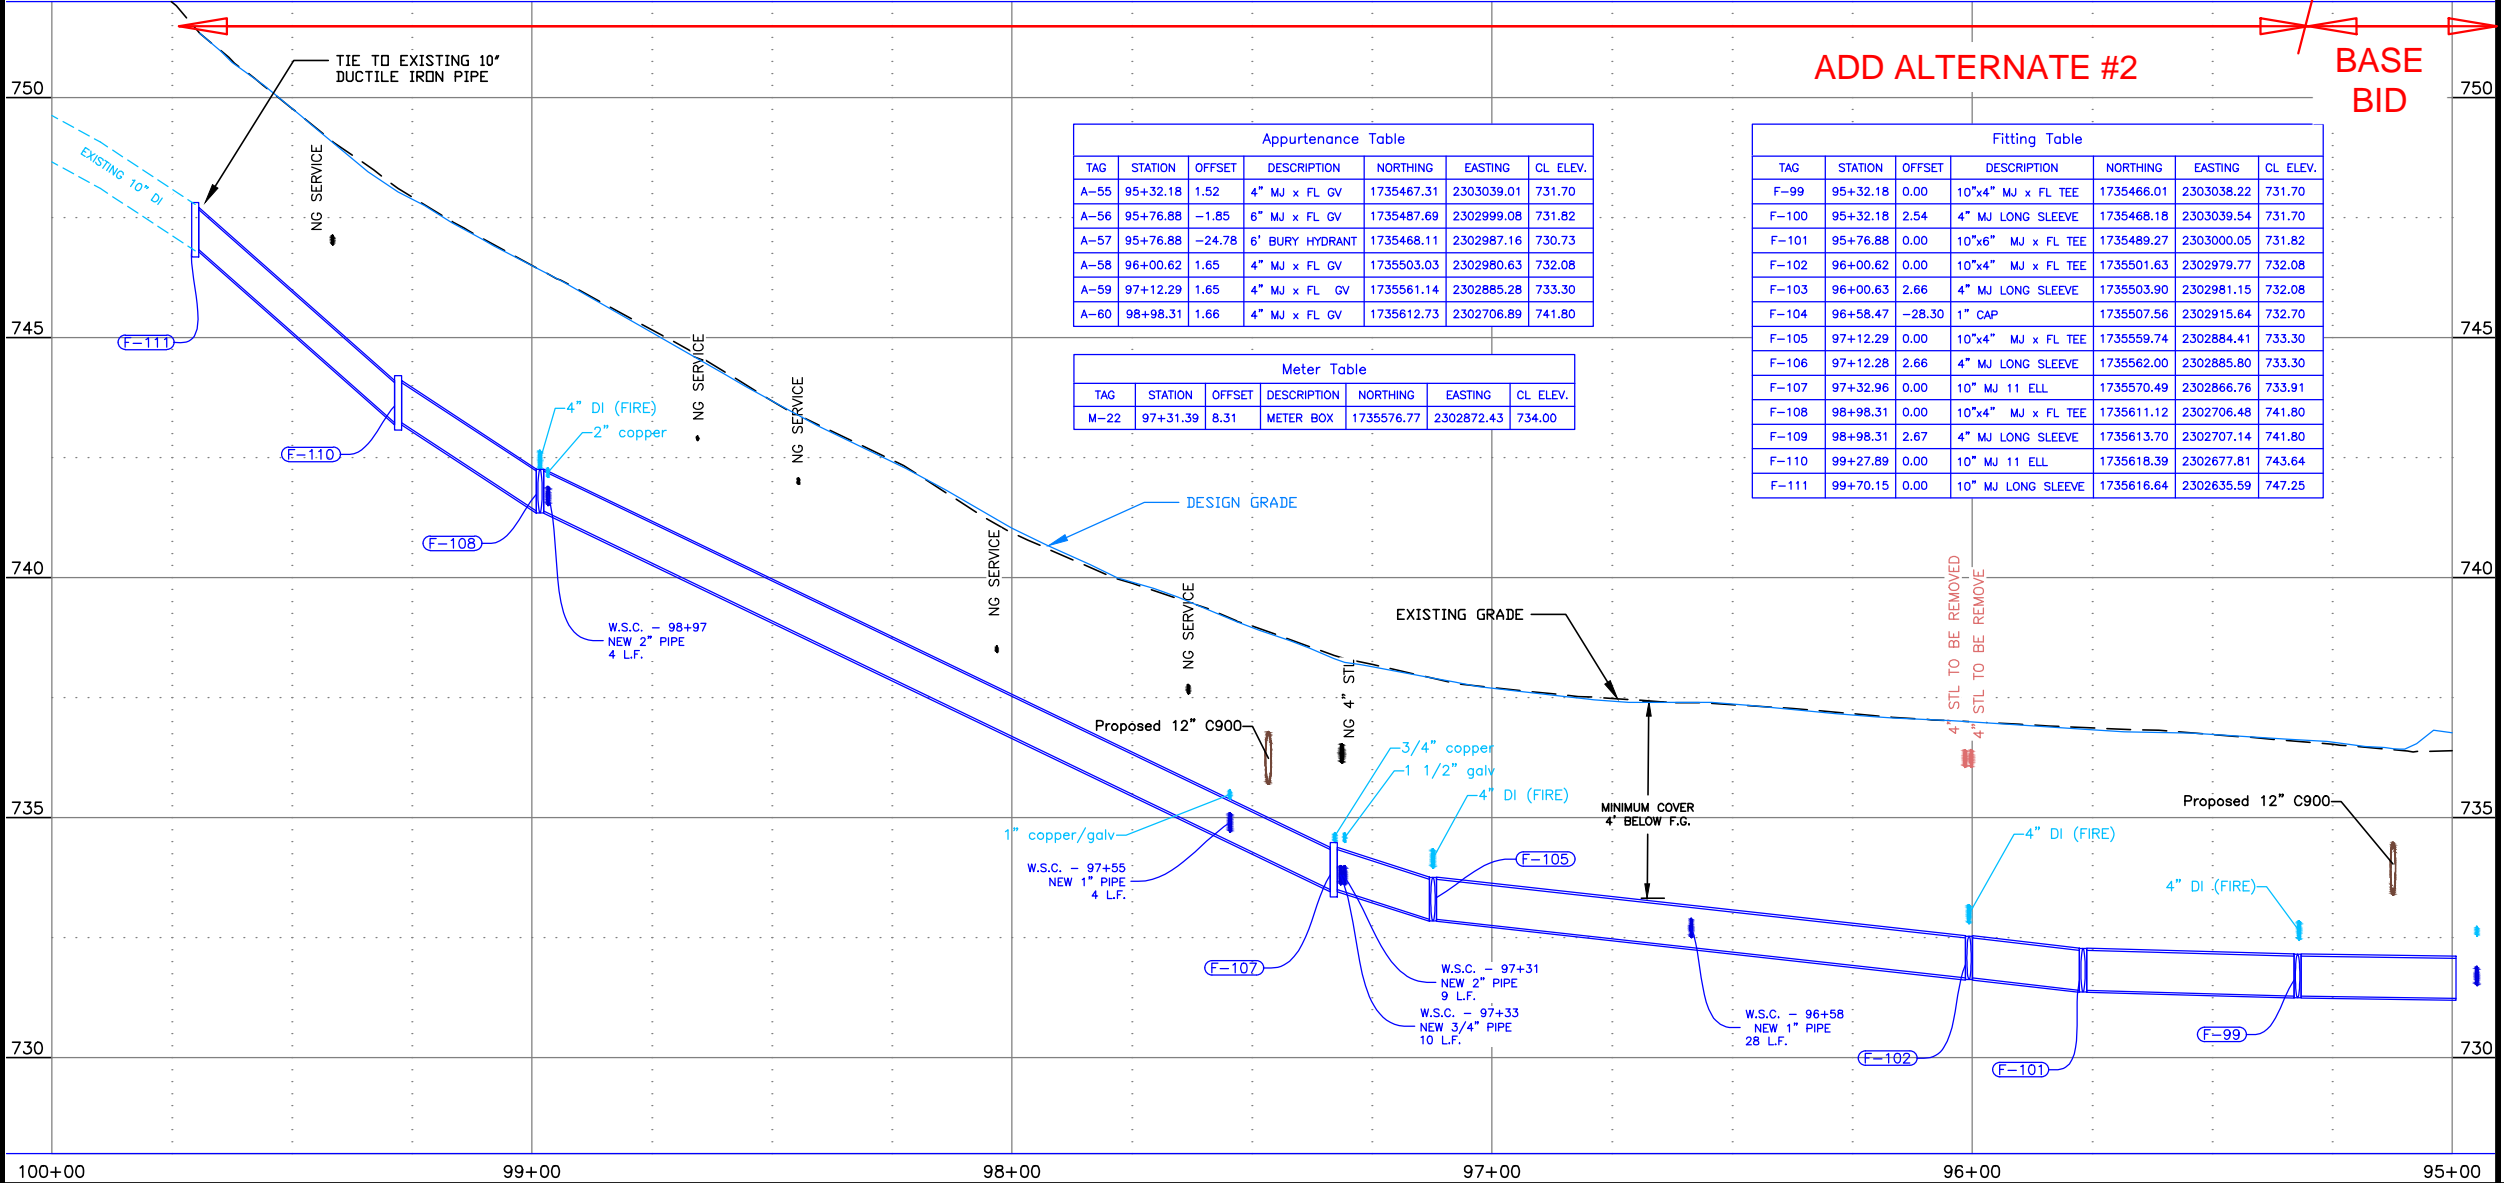 ADD ALTERNATE #2
BASE
BID
TIE TO EXISTING 10"
DUCTILE IRON PIPE
750
750
EXISTING 10" DI
NG SERVICE
Appurtenance Table
TAG STATION OFFSET DESCRIPTION NORTHING EASTING CL ELEV.
A-55 95+32.18 1.52 4" MJ x FL GV 1735467.31 2303039.01 731.70
A-56 95+76.88 -1.85 6" MJ x FL GV 1735487.69 2302999.08 731.82
A-57 95+76.88 -24.78 6' BURY HYDRANT 1735468.11 2302987.16 730.73
A-58 96+00.62 1.65 4" MJ x FL GV 1735503.03 2302980.63 732.08
A-59 97+12.29 1.65 4" MJ x FL GV 1735561.14 2302885.28 733.30
A-60 98+98.31 1.66 4" MJ x FL GV 1735612.73 2302706.89 741.80
Fitting Table
TAG STATION OFFSET DESCRIPTION NORTHING EASTING CL ELEV.
F-99 95+32.18 0.00 10"x4" MJ x FL TEE 1735466.01 2303038.22 731.70
F-100 95+32.18 2.54 4" MJ LONG SLEEVE 1735468.18 2303039.54 731.70
F-101 95+76.88 0.00 10"x6" MJ x FL TEE 1735489.27 2303000.05 731.82
F-102 96+00.62 0.00 10"x4" MJ x FL TEE 1735501.63 2302979.77 732.08
F-103 96+00.63 2.66 4" MJ LONG SLEEVE 1735503.90 2302981.15 732.08
F-104 96+58.47 -28.30 1" CAP 1735507.56 2302915.64 732.70
F-105 97+12.29 0.00 10"x4" MJ x FL TEE 1735559.74 2302884.41 733.30
F-106 97+12.28 2.66 4" MJ LONG SLEEVE 1735562.00 2302885.80 733.30
F-107 97+32.96 0.00 10" MJ 11 ELL 1735570.49 2302866.76 733.91
F-108 98+98.31 0.00 10"x4" MJ x FL TEE 1735611.12 2302706.48 741.80
F-109 98+98.31 2.67 4" MJ LONG SLEEVE 1735613.70 2302707.14 741.80
F-110 99+27.89 0.00 10" MJ 11 ELL 1735618.39 2302677.81 743.64
F-111 99+70.15 0.00 10" MJ LONG SLEEVE 1735616.64 2302635.59 747.25
Meter Table
TAG STATION OFFSET DESCRIPTION NORTHING EASTING CL ELEV.
M-22 97+31.39 8.31 METER BOX 1735576.77 2302872.43 734.00
745
745
F-111
NG SERVICE
NG SERVICE
4" DI (FIRE)
2" copper
F-110
DESIGN GRADE
F-108
NG SERVICE
740
740
NG SERVICE
W.S.C. - 98+97
NEW 2" PIPE
4 L.F.
EXISTING GRADE
4" STL TO BE REMOVED
4" STL TO BE REMOVE
NG 4" STL
Proposed 12" C900
3/4" copper
1 1/2" galv
4" DI (FIRE)
MINIMUM COVER
4' BELOW F.G.
Proposed 12" C900
735
735
1" copper/galv
4" DI (FIRE)
W.S.C. - 97+55
NEW 1" PIPE
4 L.F.
F-105
4" DI (FIRE)
F-107
W.S.C. - 97+31
NEW 2" PIPE
9 L.F.
W.S.C. - 97+33
NEW 3/4" PIPE
10 L.F.
W.S.C. - 96+58
NEW 1" PIPE
28 L.F.
F-99
F-102
F-101
730
730
100+00
99+00
98+00
97+00
96+00
95+00